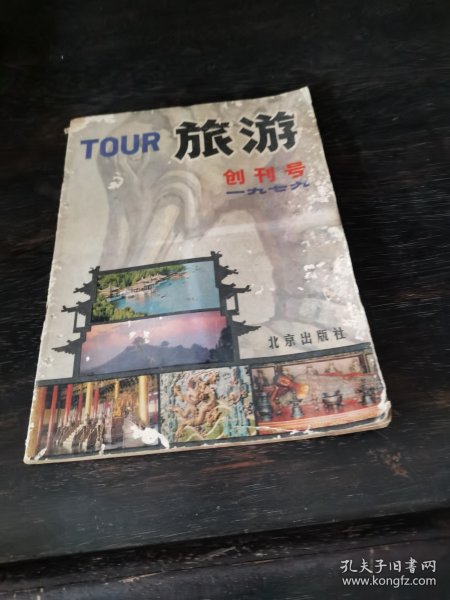 TOUR 旅游
创刊号
一九七九
北京出版社
孔夫子旧书网
www.kongfz.com